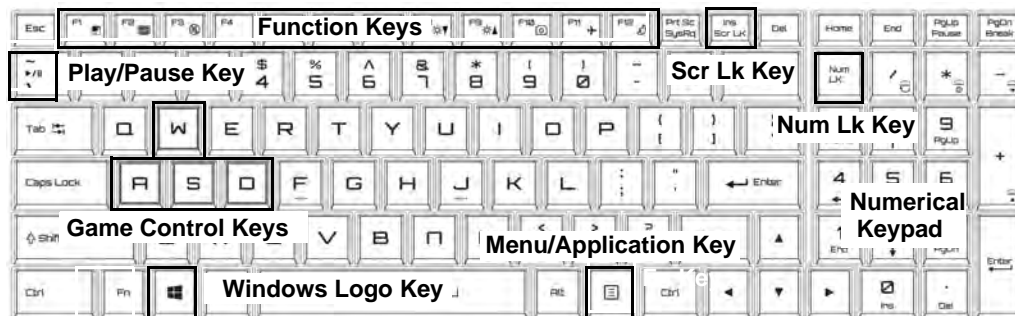 Esc F1 F2 F3 F4 Function Keys F9 F10 F11 F12 Prt Sc SysRq Ins Scr LK Del Home End PgUp Pause PgDn Break
~ ▶/II ` Play/Pause Key $ 4 % 5 ^ 6 & 7 * 8 ( 9 ) 0 - Scr Lk Key Num LK / * -
Tab Q W E R T Y U I O P { [ } ] Num Lk Key 9 PgUp
Caps Lock A S D F G H J K L : ; " ' Enter 4 5 6 +
Shift Game Control Keys V B N Menu/Application Key Numerical Keypad 1 End PgDn Enter
Ctrl Fn Windows Logo Key Alt Ctrl 0 Ins . Del